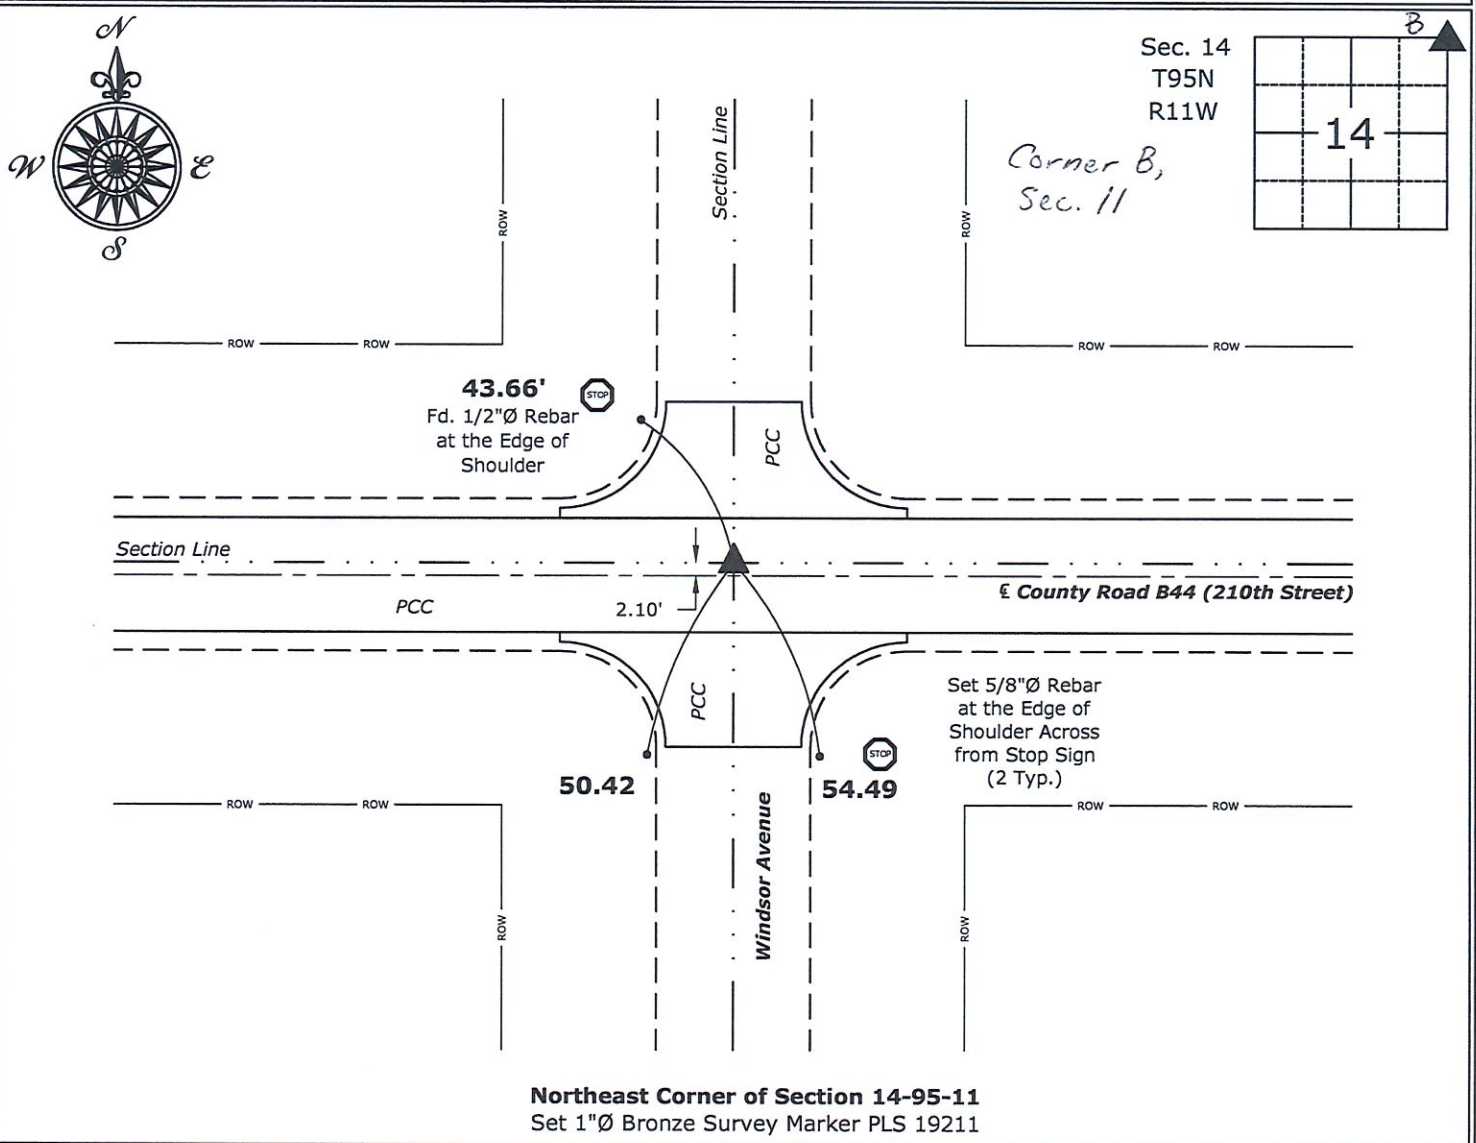 N
W
E
S
B
Sec. 14
T95N
R11W
14
Corner B,
Sec. 11
Section Line
ROW
ROW
ROW
ROW
ROW
ROW
43.66'
STOP
Fd. 1/2"Ø Rebar
at the Edge of
Shoulder
PCC
Section Line
℄ County Road B44 (210th Street)
PCC
2.10'
PCC
Set 5/8"Ø Rebar
at the Edge of
Shoulder Across
from Stop Sign
(2 Typ.)
STOP
50.42
54.49
ROW
ROW
ROW
ROW
Windsor Avenue
ROW
ROW
Northeast Corner of Section 14-95-11
Set 1"Ø Bronze Survey Marker PLS 19211